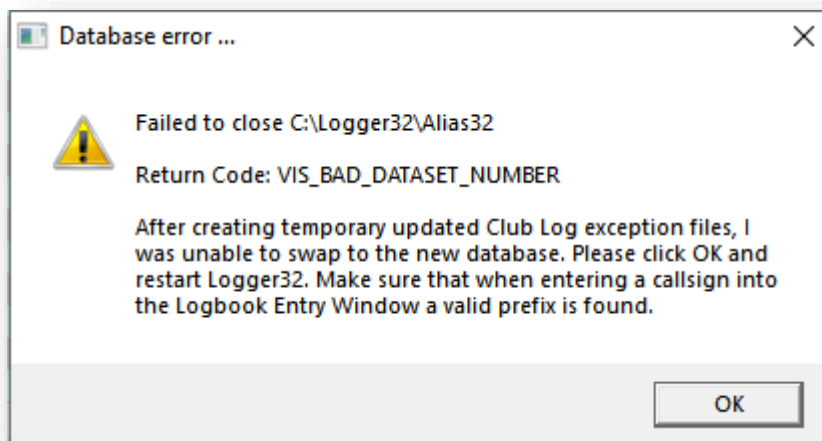 Database error ...
Failed to close C:\Logger32\Alias32
Return Code: VIS_BAD_DATASET_NUMBER
After creating temporary updated Club Log exception files, I
was unable to swap to the new database. Please click OK and
restart Logger32. Make sure that when entering a callsign into
the Logbook Entry Window a valid prefix is found.
OK